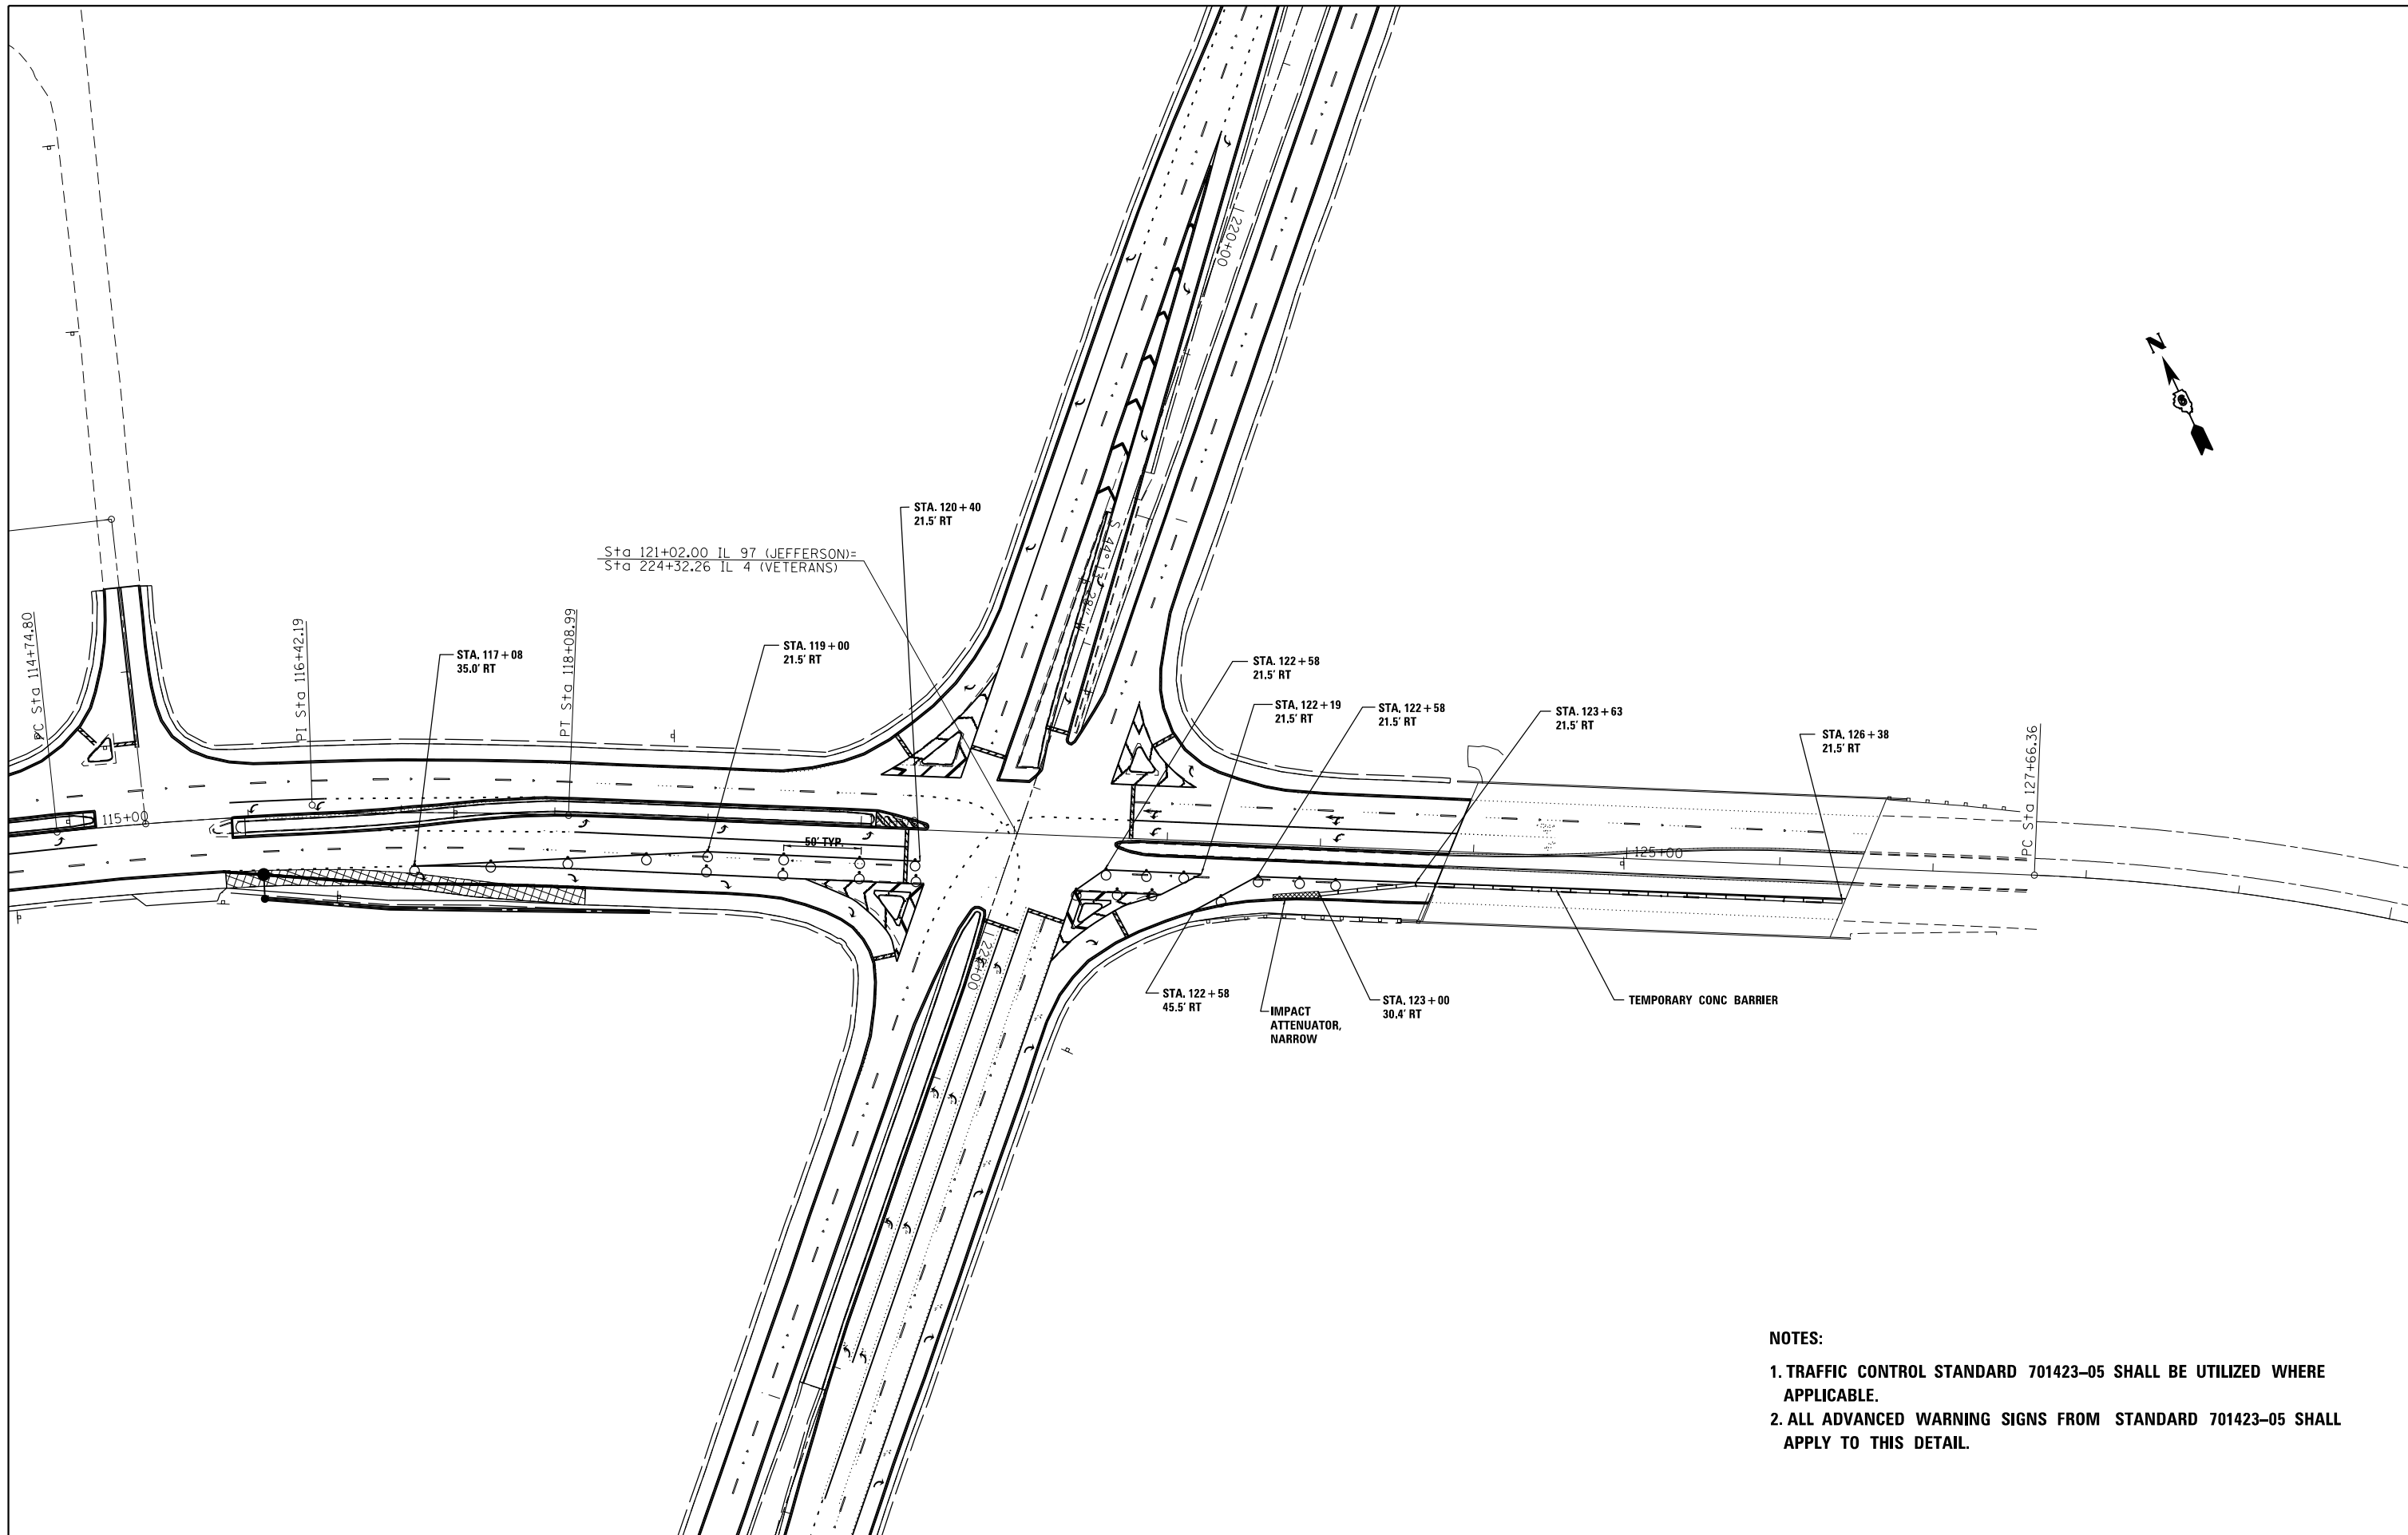 N
STA. 120+40
21.5' RT
Sta 121+02.00 IL 97 (JEFFERSON)=
Sta 224+32.26 IL 4 (VETERANS)
220+00
S 44° 13' 28" W
PC Sta 114+74.80
PI Sta 116+42.19
STA. 117+08
35.0' RT
PT Sta 118+08.99
STA. 119+00
21.5' RT
STA. 122+58
21.5' RT
STA. 122+19
21.5' RT
STA. 122+58
21.5' RT
STA. 123+63
21.5' RT
STA. 126+38
21.5' RT
PC Sta 127+66.36
115+00
50' TYP.
125+00
225+00
STA. 122+58
45.5' RT
IMPACT
ATTENUATOR,
NARROW
STA. 123+00
30.4' RT
TEMPORARY CONC BARRIER
NOTES:
1. TRAFFIC CONTROL STANDARD 701423–05 SHALL BE UTILIZED WHERE
APPLICABLE.
2. ALL ADVANCED WARNING SIGNS FROM STANDARD 701423–05 SHALL
APPLY TO THIS DETAIL.